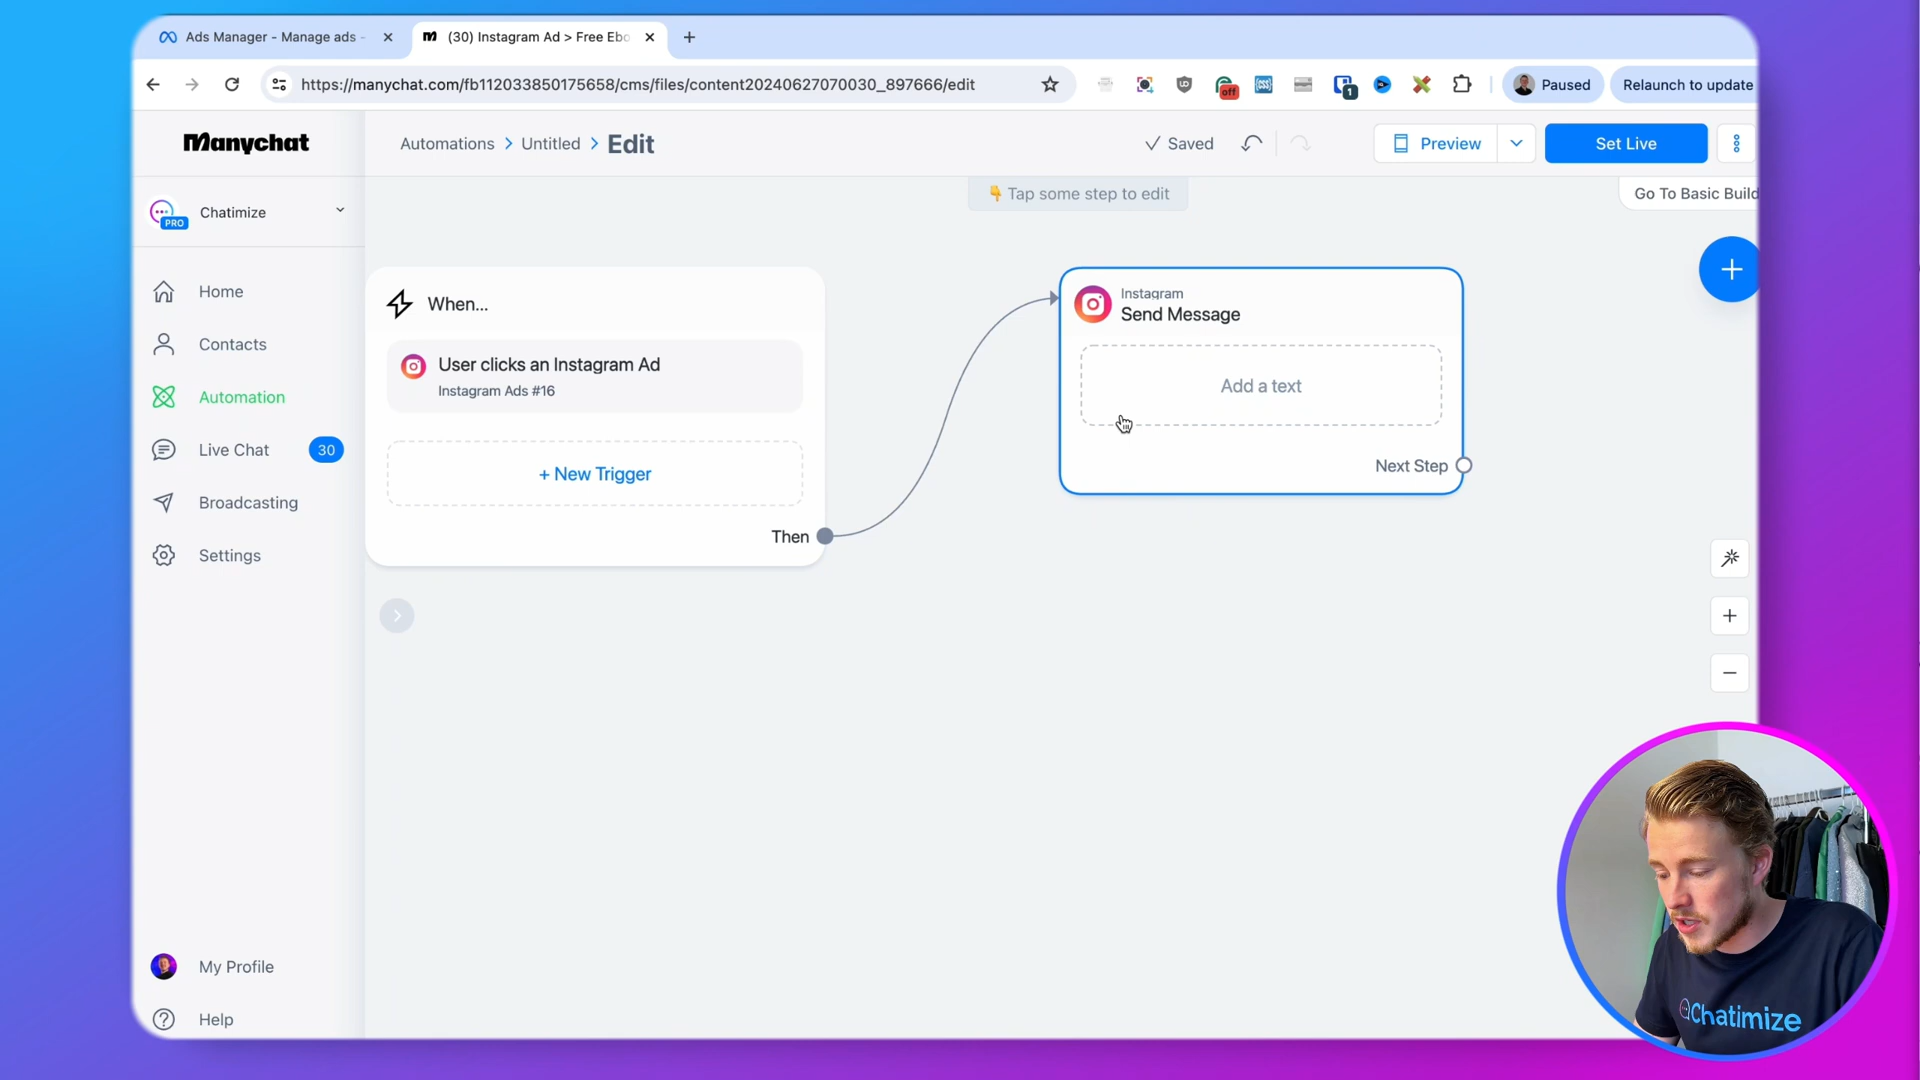 Ads Manager - Manage ads -
(30) Instagram Ad > Free Ebo
https://manychat.com/fb112033850175658/cms/files/content20240627070030_897666/edit
off
1
Paused
Relaunch to update
Manychat
Automations > Untitled > Edit
Saved
Preview
Set Live
👇 Tap some step to edit
Go To Basic Build
PRO
Chatimize
Home
Contacts
Automation
Live Chat
30
Broadcasting
Settings
My Profile
Help
When...
User clicks an Instagram Ad
Instagram Ads #16
+ New Trigger
Then
Instagram
Send Message
Add a text
Next Step
Chatimize